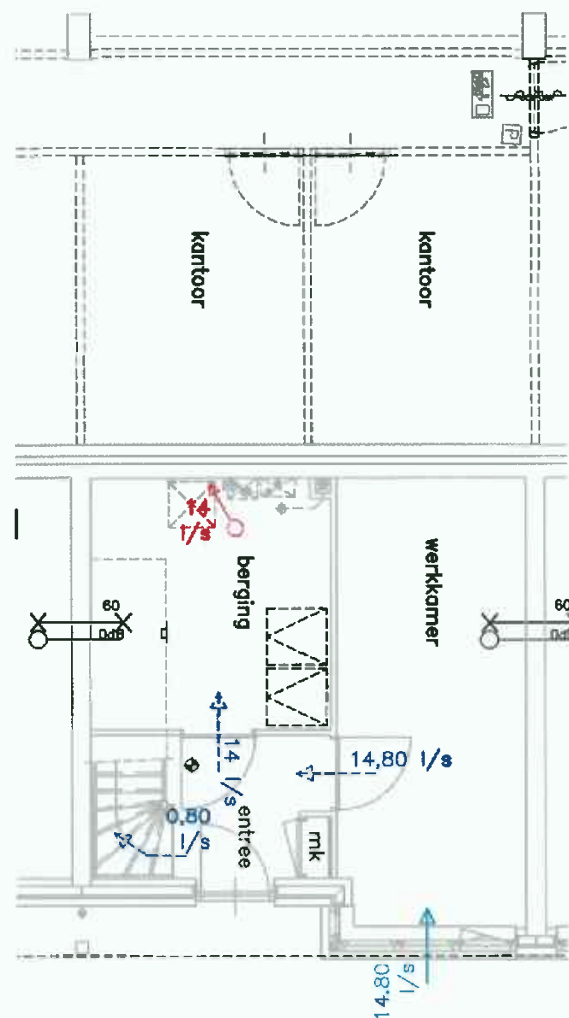 kantoor
kantoor
14
l/s
berging
werkkamer
60
60
14 l/s
14,80 l/s
0,80
l/s
entree
mk
14.80
l/s